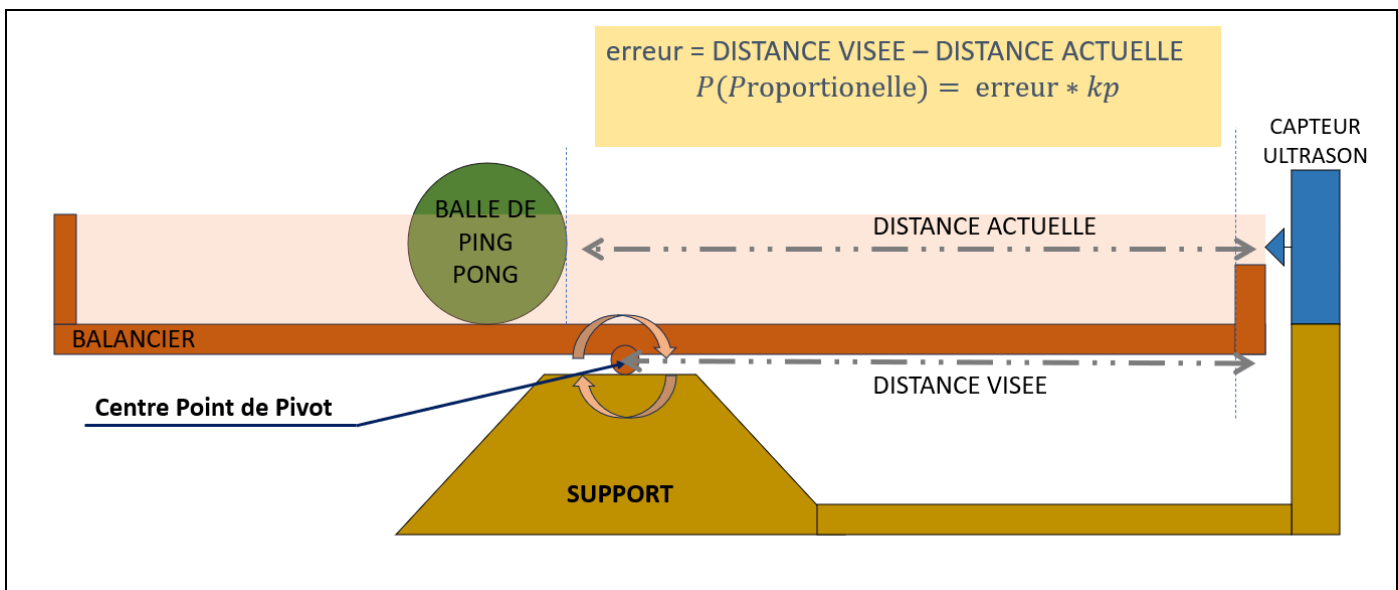 erreur = DISTANCE VISEE – DISTANCE ACTUELLE
P(Proportionelle) = erreur * kp
CAPTEUR
ULTRASON
BALLE DE
PING
PONG
DISTANCE ACTUELLE
BALANCIER
DISTANCE VISEE
Centre Point de Pivot
SUPPORT